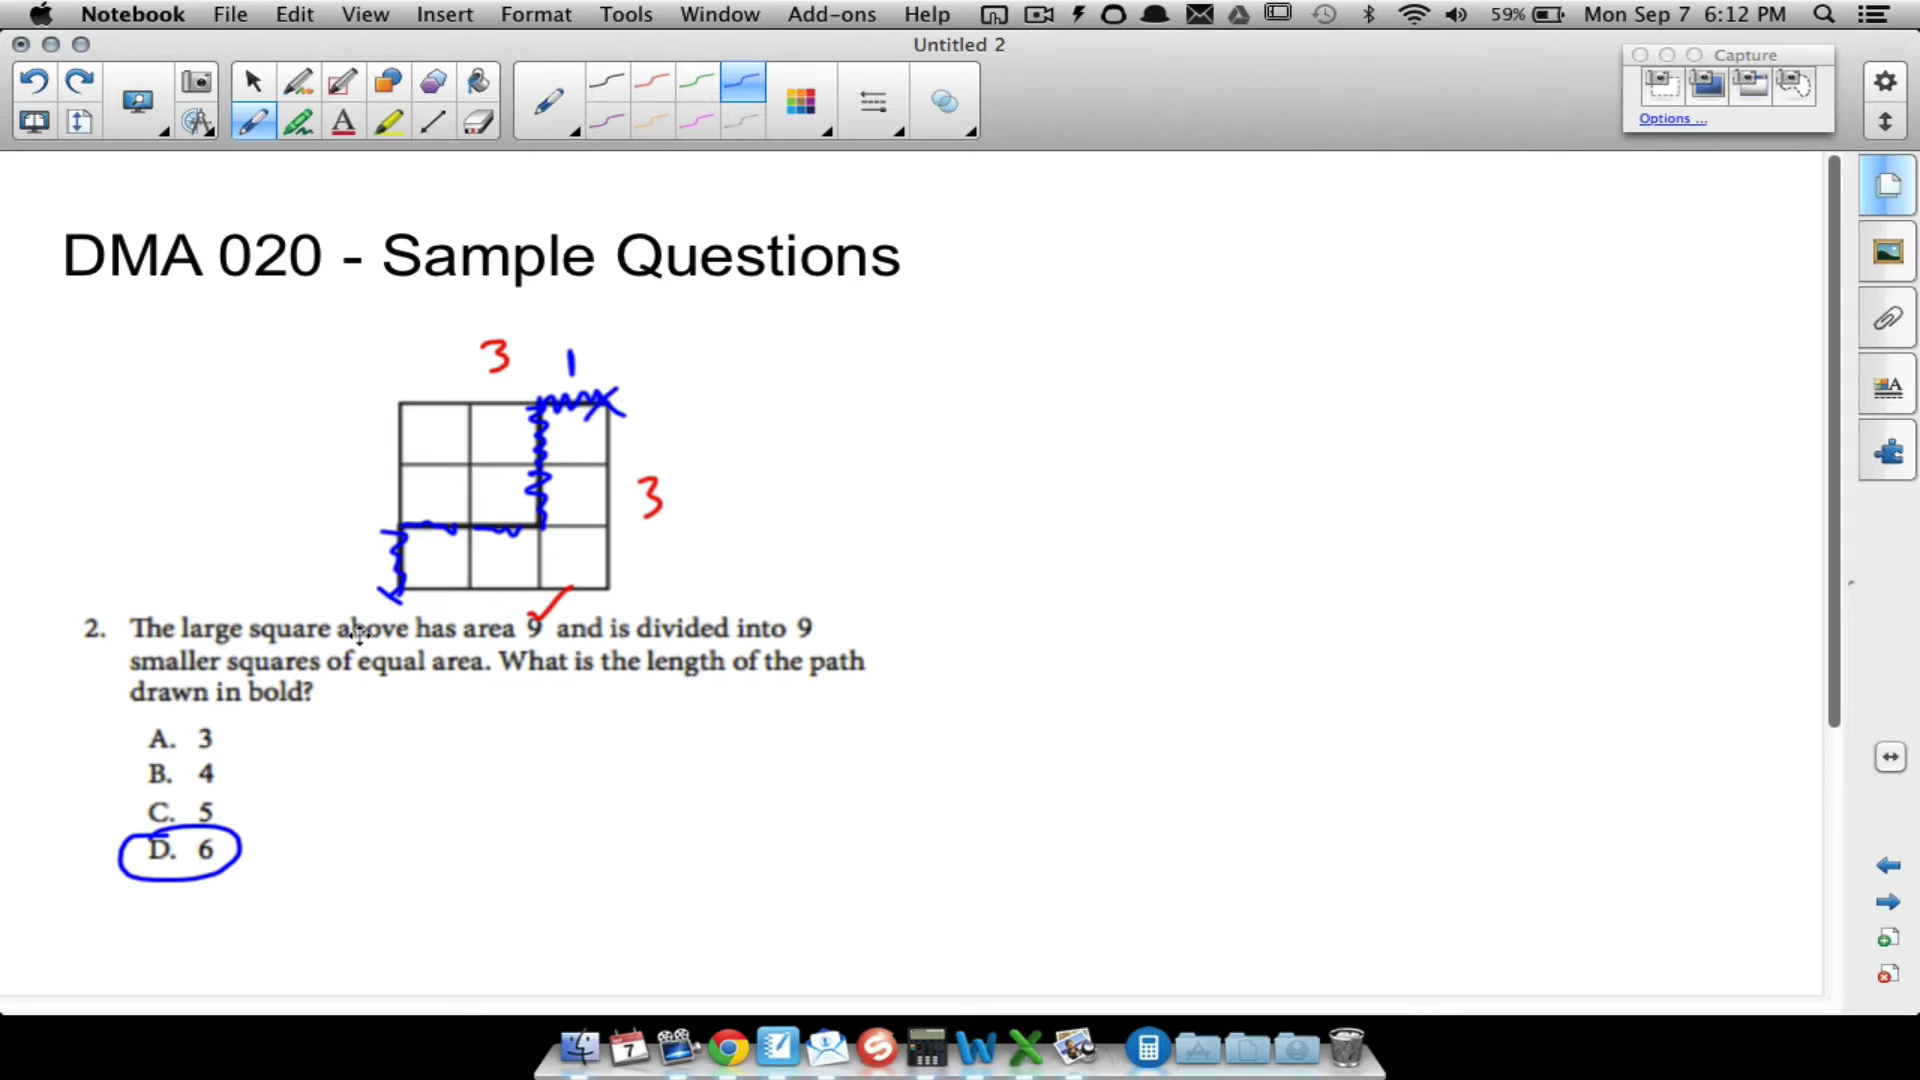 Notebook File Edit View Insert Format Tools Window Add-ons Help 59% Mon Sep 7 6:12 PM
Untitled 2
Capture
Options ...
DMA 020 - Sample Questions
3 1
3
2. The large square above has area 9 and is divided into 9
smaller squares of equal area. What is the length of the path
drawn in bold?
A. 3
B. 4
C. 5
D. 6